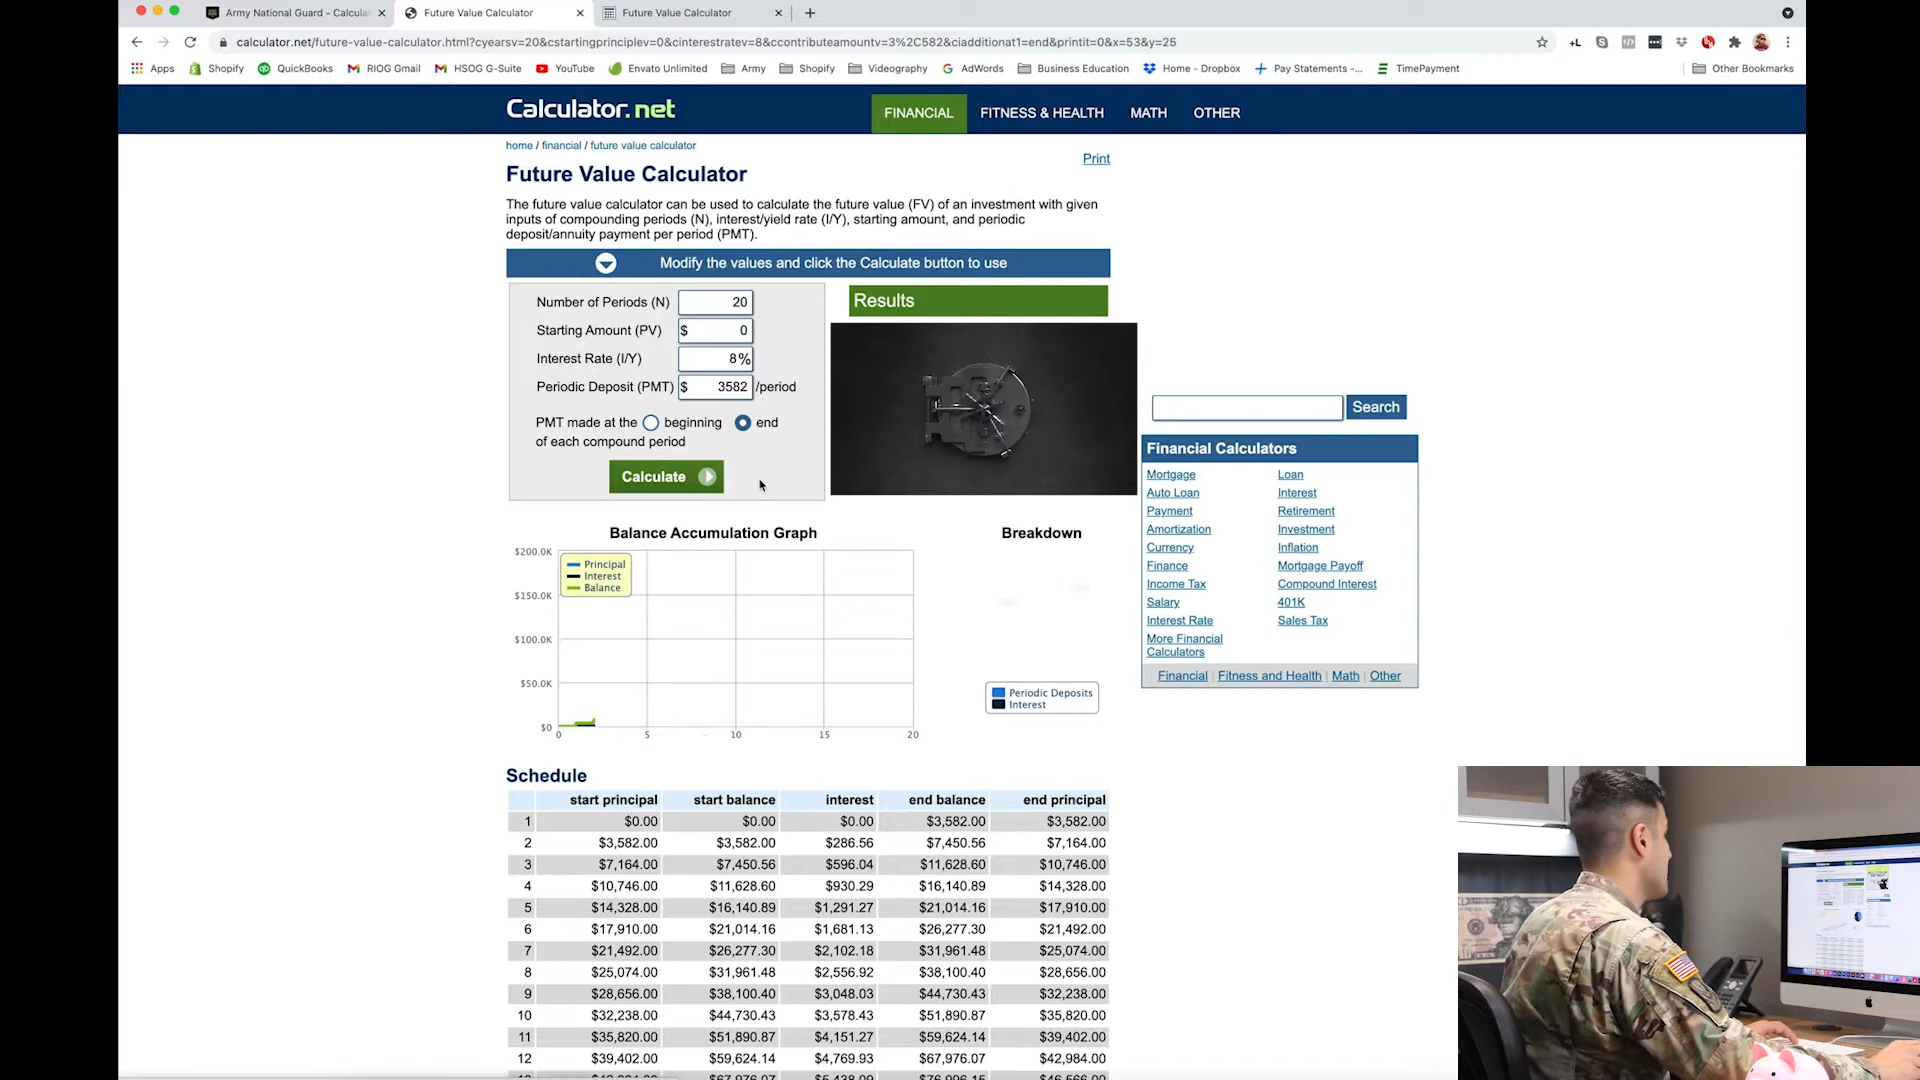 Army National Guard - Calcula
Future Value Calculator
Future Value Calculator
calculator.net/future-value-calculator.html?cyearsv=20&cstartingprinciplev=0&cinterestratev=8&ccontributeamountv=3%2C582&ciadditionat1=end&printit=0&x=53&y=25
Apps Shopify QuickBooks RIOG Gmail HSOG G-Suite YouTube Envato Unlimited Army Shopify Videography AdWords Business Education Home - Dropbox Pay Statements -... TimePayment Other Bookmarks
Calculator.net
FINANCIAL FITNESS & HEALTH MATH OTHER
home / financial / future value calculator
Print
Future Value Calculator
The future value calculator can be used to calculate the future value (FV) of an investment with given
inputs of compounding periods (N), interest/yield rate (I/Y), starting amount, and periodic
deposit/annuity payment per period (PMT).
Modify the values and click the Calculate button to use
Number of Periods (N) 20
Starting Amount (PV) $ 0
Interest Rate (I/Y) 8%
Periodic Deposit (PMT) $ 3582 /period
PMT made at the beginning end
of each compound period
Calculate
Results
Search
Financial Calculators
Mortgage Loan
Auto Loan Interest
Payment Retirement
Amortization Investment
Currency Inflation
Finance Mortgage Payoff
Income Tax Compound Interest
Salary 401K
Interest Rate Sales Tax
More Financial
Calculators
Financial | Fitness and Health | Math | Other
Balance Accumulation Graph
$200.0K
$150.0K
$100.0K
$50.0K
$0
Principal
Interest
Balance
0 5 10 15 20
Breakdown
Periodic Deposits
Interest
Schedule
start principal start balance interest end balance end principal
1 $0.00 $0.00 $0.00 $3,582.00 $3,582.00
2 $3,582.00 $3,582.00 $286.56 $7,450.56 $7,164.00
3 $7,164.00 $7,450.56 $596.04 $11,628.60 $10,746.00
4 $10,746.00 $11,628.60 $930.29 $16,140.89 $14,328.00
5 $14,328.00 $16,140.89 $1,291.27 $21,014.16 $17,910.00
6 $17,910.00 $21,014.16 $1,681.13 $26,277.30 $21,492.00
7 $21,492.00 $26,277.30 $2,102.18 $31,961.48 $25,074.00
8 $25,074.00 $31,961.48 $2,556.92 $38,100.40 $28,656.00
9 $28,656.00 $38,100.40 $3,048.03 $44,730.43 $32,238.00
10 $32,238.00 $44,730.43 $3,578.43 $51,890.87 $35,820.00
11 $35,820.00 $51,890.87 $4,151.27 $59,624.14 $39,402.00
12 $39,402.00 $59,624.14 $4,769.93 $67,976.07 $42,984.00